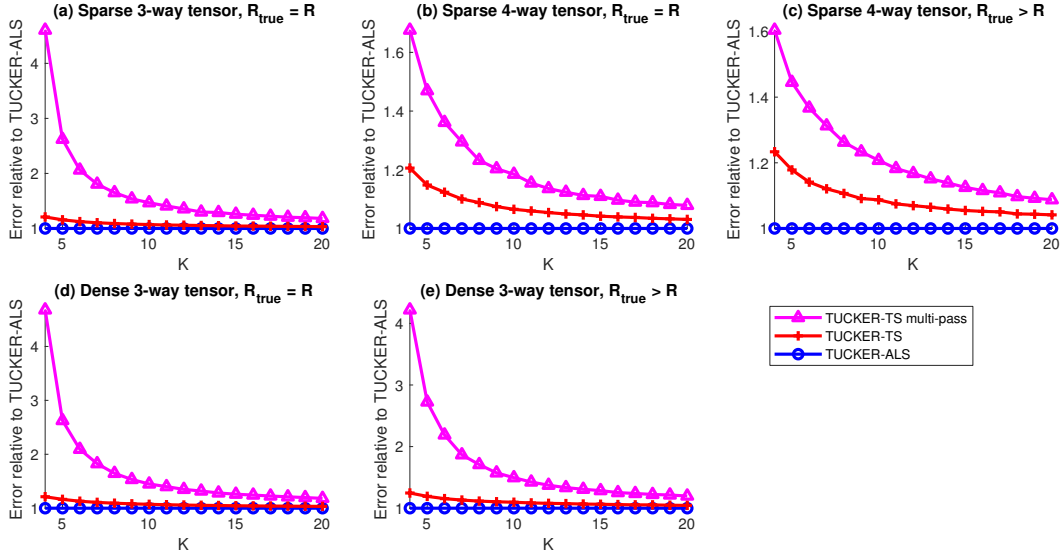 (a) Sparse 3-way tensor, R_true = R
Error relative to TUCKER-ALS
4
3
2
1
5
10
15
20
K
(b) Sparse 4-way tensor, R_true = R
Error relative to TUCKER-ALS
1.6
1.4
1.2
1
5
10
15
20
K
(c) Sparse 4-way tensor, R_true > R
Error relative to TUCKER-ALS
1.6
1.4
1.2
1
5
10
15
20
K
(d) Dense 3-way tensor, R_true = R
Error relative to TUCKER-ALS
4
3
2
1
5
10
15
20
K
(e) Dense 3-way tensor, R_true > R
Error relative to TUCKER-ALS
4
3
2
1
5
10
15
20
K
TUCKER-TS multi-pass
TUCKER-TS
TUCKER-ALS